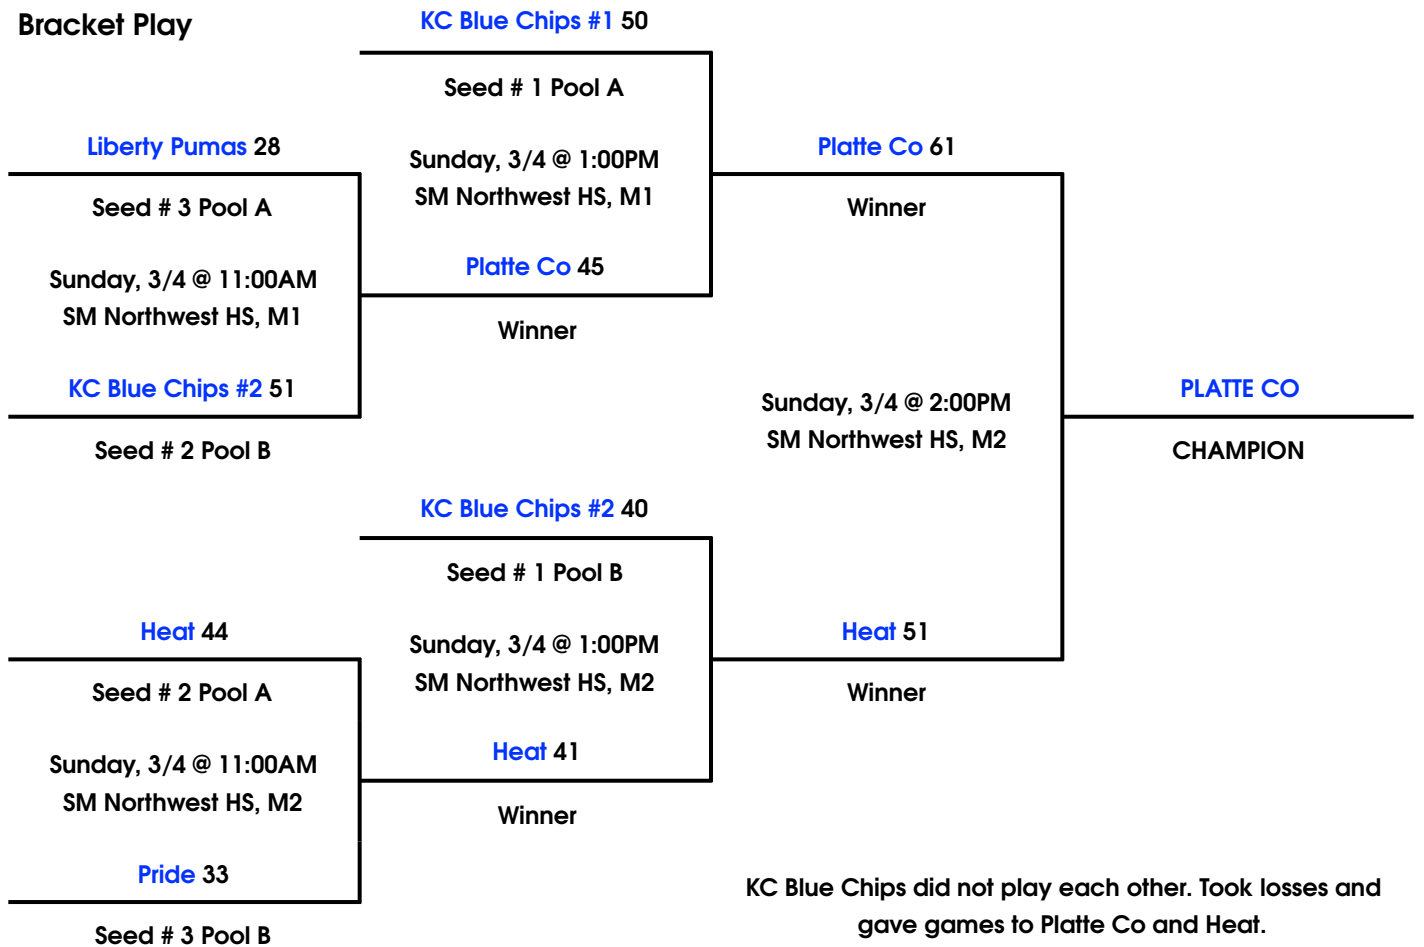 Bracket Play
KC Blue Chips #1 50
Seed # 1 Pool A
Liberty Pumas 28
Sunday, 3/4 @ 1:00PM
SM Northwest HS, M1
Platte Co 61
Seed # 3 Pool A
Winner
Sunday, 3/4 @ 11:00AM
SM Northwest HS, M1
Platte Co 45
Winner
KC Blue Chips #2 51
Seed # 2 Pool B
Sunday, 3/4 @ 2:00PM
SM Northwest HS, M2
PLATTE CO
CHAMPION
KC Blue Chips #2 40
Seed # 1 Pool B
Heat 44
Sunday, 3/4 @ 1:00PM
SM Northwest HS, M2
Heat 51
Seed # 2 Pool A
Winner
Sunday, 3/4 @ 11:00AM
SM Northwest HS, M2
Heat 41
Winner
Pride 33
Seed # 3 Pool B
KC Blue Chips did not play each other. Took losses and
gave games to Platte Co and Heat.